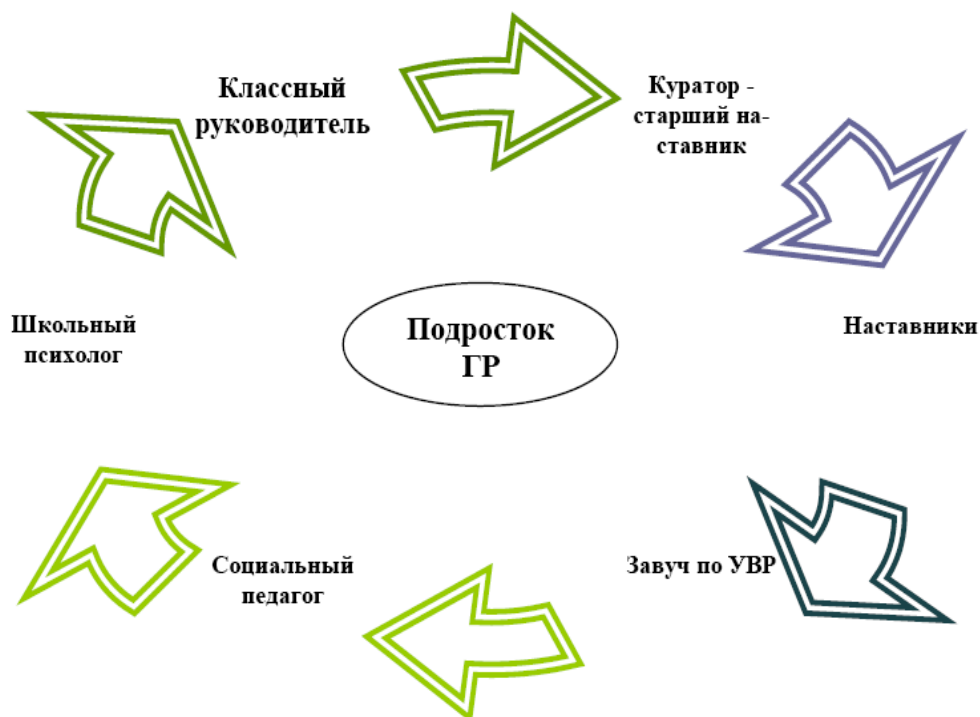 Классный
руководитель
Куратор -
старший на-
ставник
Школьный
психолог
Подросток
ГР
Наставники
Социальный
педагог
Завуч по УВР